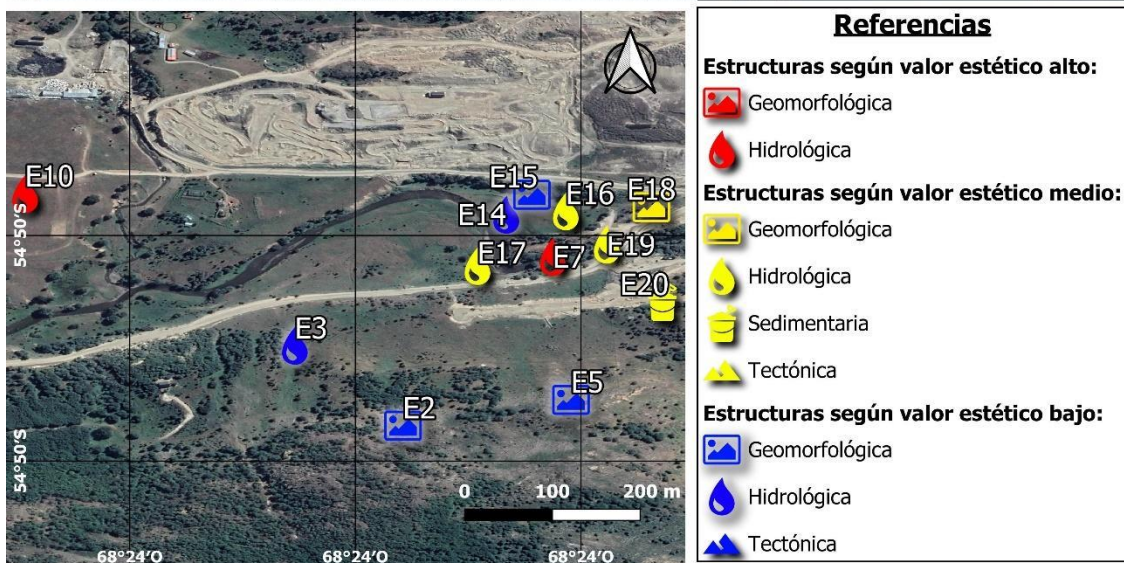 E10
E15
E16
E18
E14
E17
E7
E19
E20
E3
E5
E2
54°50'S
54°50'S
0 100 200 m
68°24'O
68°24'O
68°24'O
Referencias
Estructuras según valor estético alto:
Geomorfológica
Hidrológica
Estructuras según valor estético medio:
Geomorfológica
Hidrológica
Sedimentaria
Tectónica
Estructuras según valor estético bajo:
Geomorfológica
Hidrológica
Tectónica